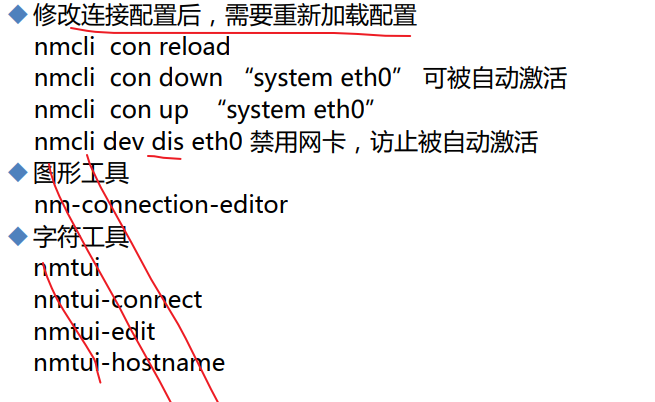 修改连接配置后，需要重新加载配置
nmcli con reload
nmcli con down “system eth0” 可被自动激活
nmcli con up “system eth0”
nmcli dev dis eth0 禁用网卡，访止被自动激活
图形工具
nm-connection-editor
字符工具
nmtui
nmtui-connect
nmtui-edit
nmtui-hostname